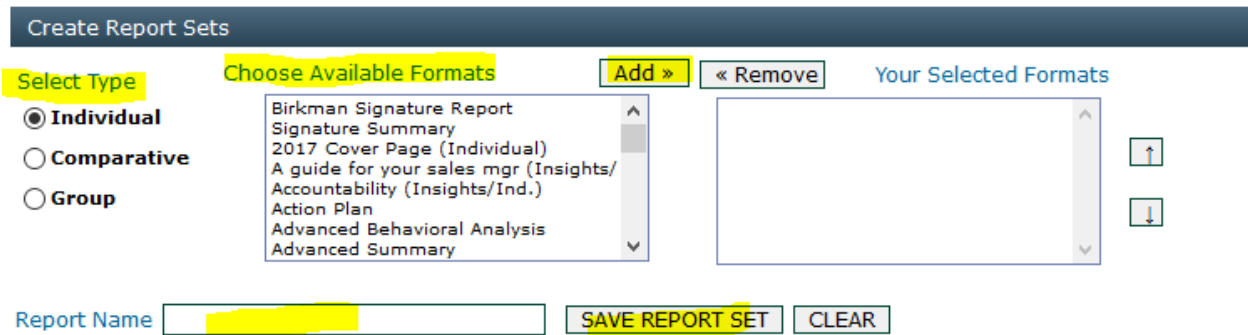 Create Report Sets
Select Type
Choose Available Formats
Add »
« Remove
Your Selected Formats
Individual
Comparative
Group
Birkman Signature Report
Signature Summary
2017 Cover Page (Individual)
A guide for your sales mgr (Insights/
Accountability (Insights/Ind.)
Action Plan
Advanced Behavioral Analysis
Advanced Summary
↑
↓
Report Name
SAVE REPORT SET
CLEAR